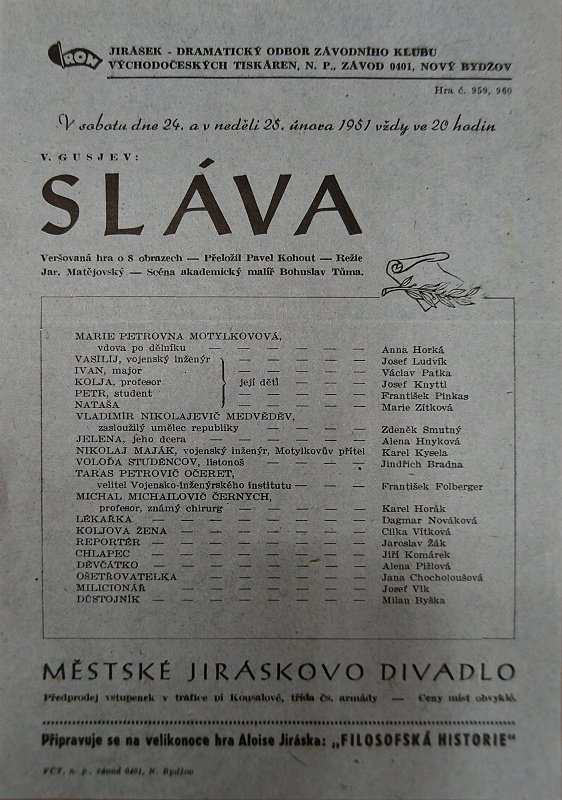 ROH
JIRÁSEK - DRAMATICKÝ ODBOR ZÁVODNÍHO KLUBU
VÝCHODOČESKÝCH TISKÁREN, N. P., ZÁVOD 0401, NOVÝ BYDŽOV
Hra č. 959, 960
V sobotu dne 24. a v neděli 25. února 1951 vždy ve 20 hodin
V. GUSJEV:
SLÁVA
Veršovaná hra o 8 obrazech — Přeložil Pavel Kohout — Režie
Jar. Matějovský — Scéna akademický malíř Bohuslav Tůma.
MARIE PETROVNA MOTYLKOVOVÁ,
vdova po dělníku — — — — — — Anna Horká
VASILIJ, vojenský inženýr — — — — — Josef Ludvík
IVAN, major — — — — Václav Patka
KOLJA, profesor } její děti — — — — Josef Knyttl
PETR, student — — — — František Pinkas
NATAŠA — — — — Marie Zítková
VLADIMÍR NIKOLAJEVIČ MEDVĚDĚV,
zasloužilý umělec republiky — — — — — Zdeněk Smutný
JELENA, jeho dcera — — — — — — Alena Hnyková
NIKOLAJ MAJÁK, vojenský inženýr, Motylkovův přítel Karel Kysela
VOLOĎA STUDĚNCOV, listonoš — — — — — Jindřich Bradna
TARAS PETROVIČ OČERET,
velitel Vojensko-inženýrského institutu — — — František Folberger
MICHAL MICHAILOVIČ ČERNYCH,
profesor, známý chirurg — — — — — Karel Horák
LÉKAŘKA — — — — — — — — Dagmar Nováková
KOLJOVA ŽENA — — — — — — — Cilka Vítková
REPORTÉR — — — — — — — — Jaroslav Žák
CHLAPEC — — — — — — — — Jiří Komárek
DĚVČÁTKO — — — — — — — — Alena Pižlová
OŠETŘOVATELKA — — — — — — — Jana Chocholoušová
MILICIONÁŘ — — — — — — — — Josef Vlk
DŮSTOJNÍK — — — — — — — — Milan Byška
MĚSTSKÉ JIRÁSKOVO DIVADLO
Předprodej vstupenek v trafice pí Kousalové, třída čs. armády — Ceny míst obvyklé
Připravuje se na velikonoce hra Aloise Jiráska: „FILOSOFSKÁ HISTORIE"
VČT, n. p., závod 0401, N. Bydžov